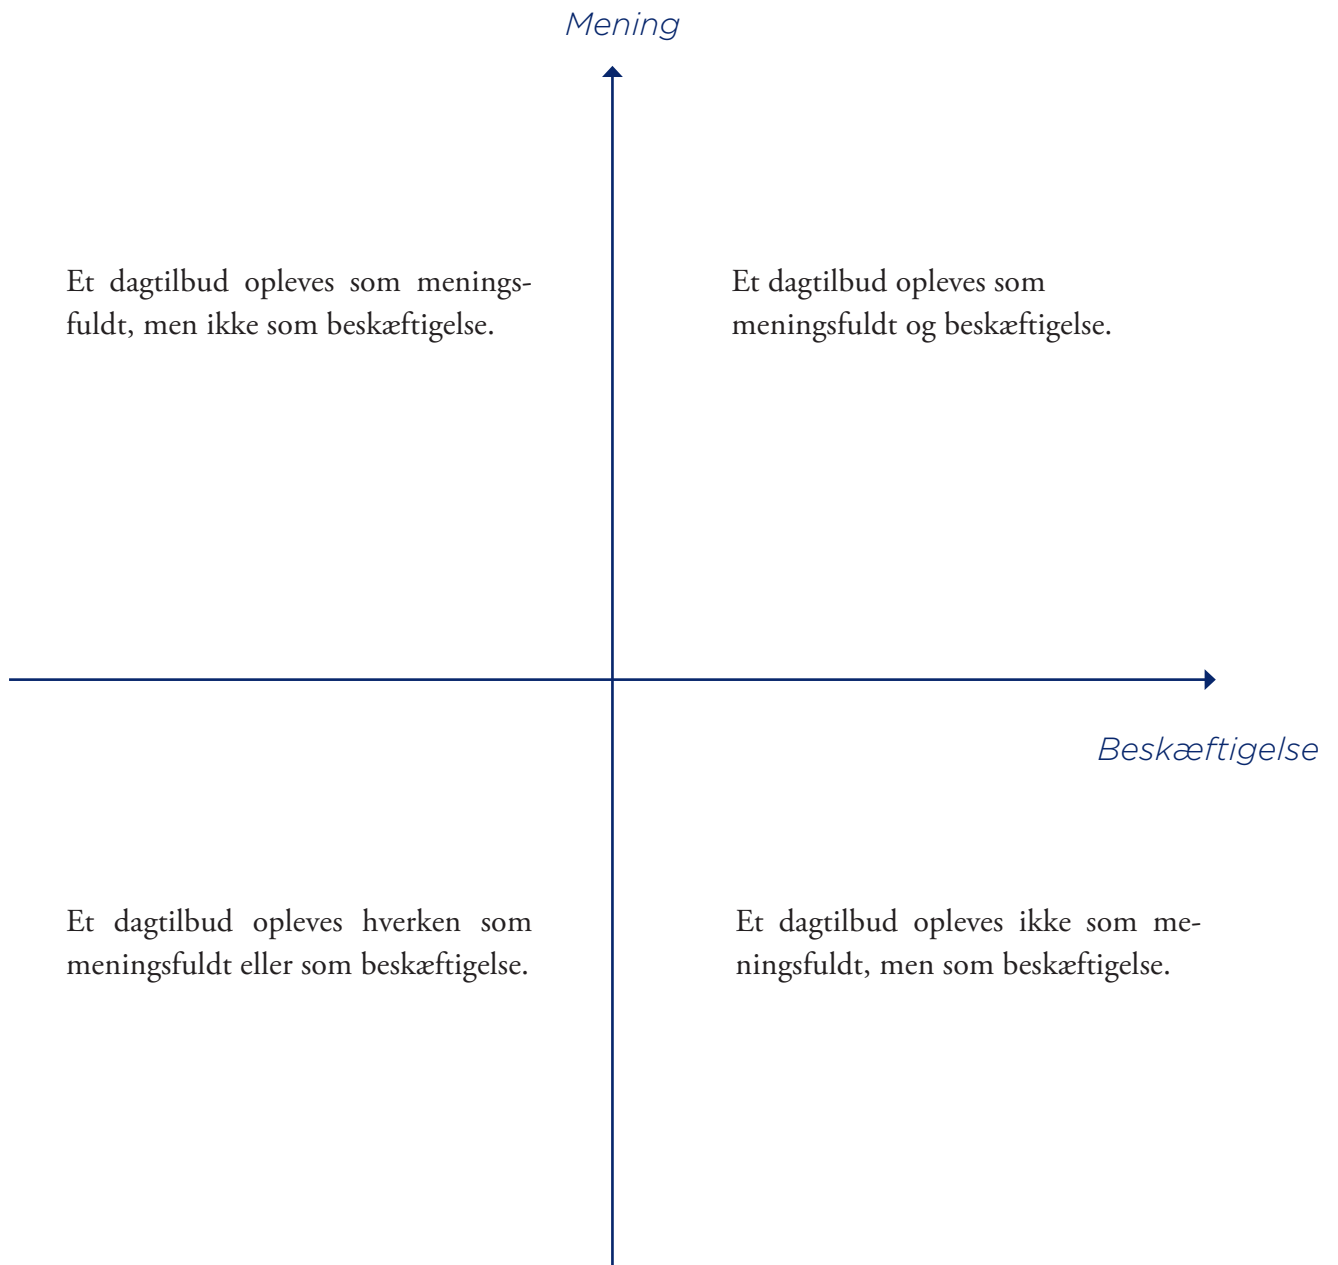 Mening
Et dagtilbud opleves som menings-
fuldt, men ikke som beskæftigelse.
Et dagtilbud opleves som
meningsfuldt og beskæftigelse.
Beskæftigelse
Et dagtilbud opleves hverken som
meningsfuldt eller som beskæftigelse.
Et dagtilbud opleves ikke som me-
ningsfuldt, men som beskæftigelse.